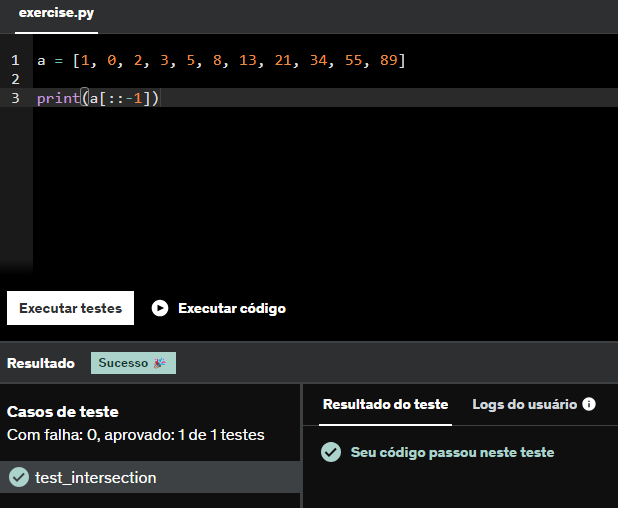 exercise.py
1 a = [1, 0, 2, 3, 5, 8, 13, 21, 34, 55, 89]
2
3 print(a[::-1])
Executar testes Executar código
Resultado Sucesso 🎉
Casos de teste
Com falha: 0, aprovado: 1 de 1 testes
test_intersection
Resultado do teste Logs do usuário
Seu código passou neste teste